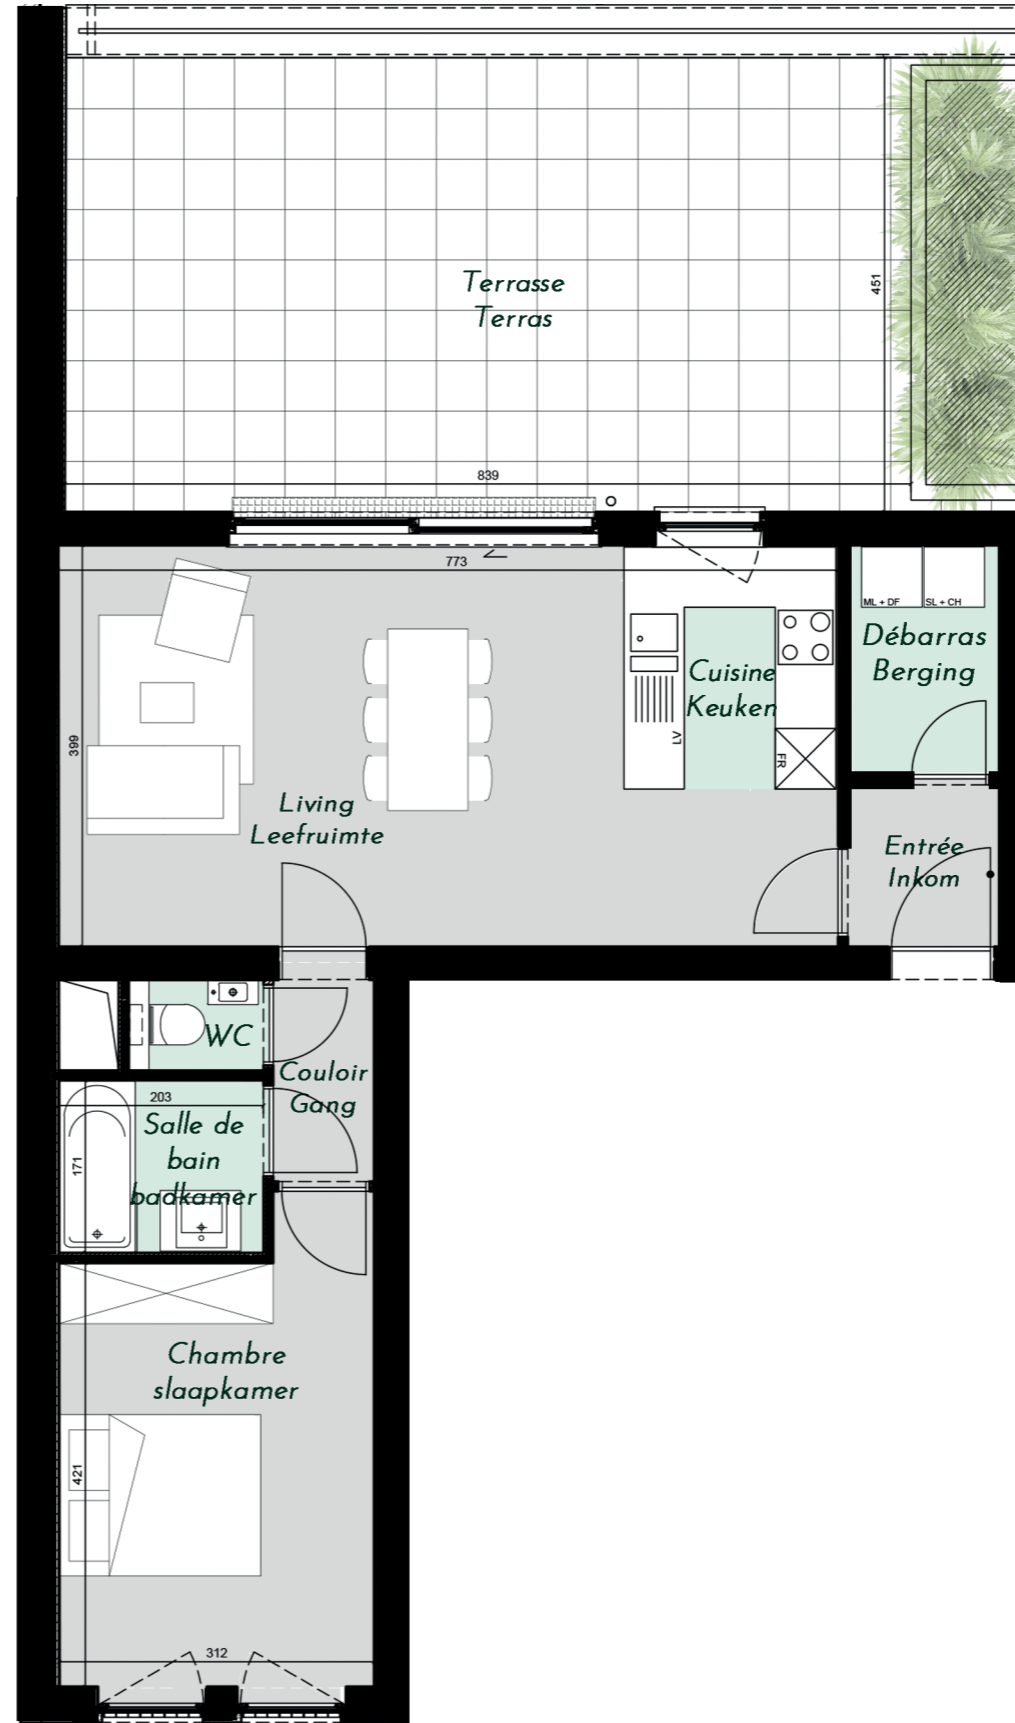 Terrasse
Terras
451
839
773
399
ML + DF
SL + CH
Débarras
Berging
Cuisine
Keuken
LV
FR
Living
Leefruimte
Entrée
Inkom
WC
Couloir
Gang
203
171
Salle de
bain
badkamer
Chambre
slaapkamer
421
312